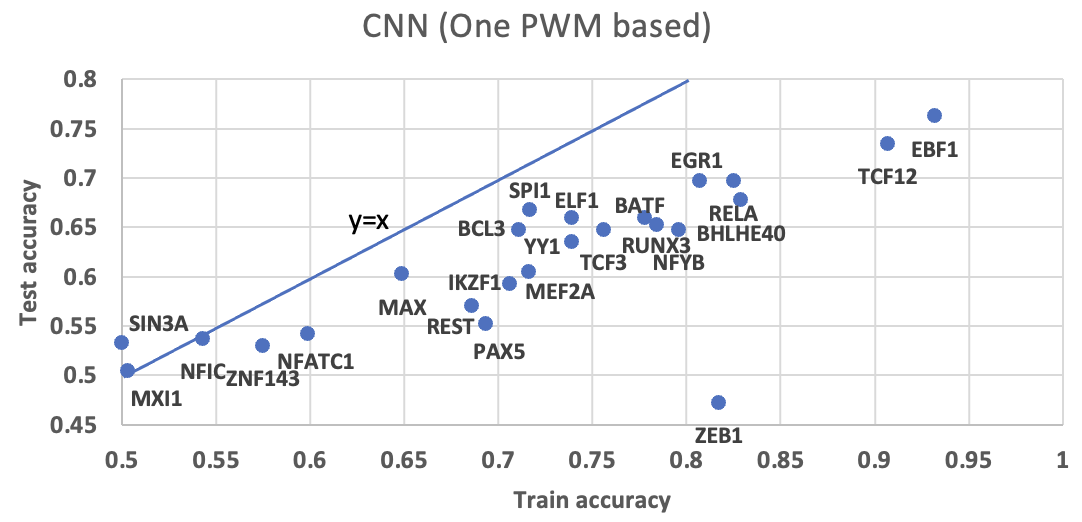 CNN (One PWM based)
0.8
0.75
EBF1
EGR1
0.7
TCF12
SPI1
ELF1
BATF
RELA
y=x
0.65
BCL3
BHLHE40
YY1
RUNX3
TCF3
NFYB
Test accuracy
0.6
IKZF1
MEF2A
MAX
SIN3A
0.55
REST
PAX5
NFATC1
NFIC
ZNF143
0.5
MXI1
0.45
ZEB1
0.5 0.55 0.6 0.65 0.7 0.75 0.8 0.85 0.9 0.95 1
Train accuracy